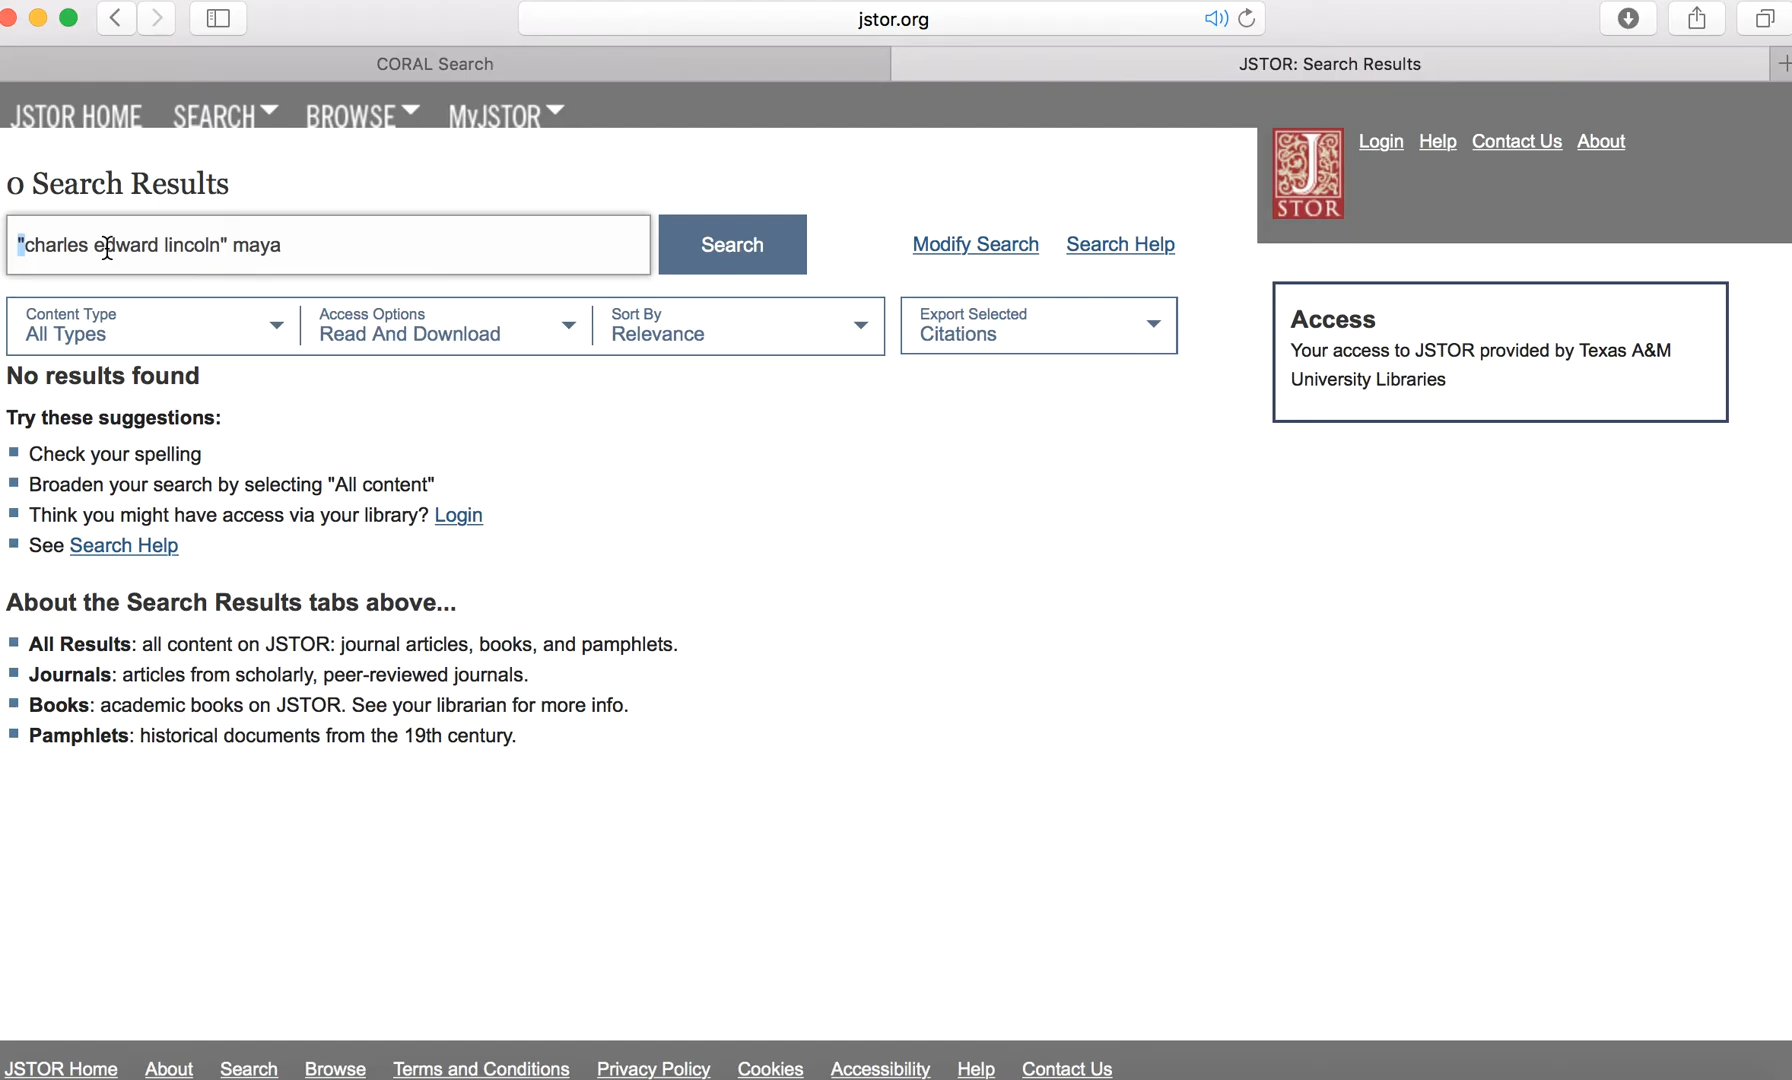 jstor.org
CORAL Search
JSTOR: Search Results
JSTOR HOME SEARCH BROWSE MyJSTOR
JSTOR
Login Help Contact Us About
0 Search Results
"charles edward lincoln" maya
Search
Modify Search Search Help
Content Type
All Types
Access Options
Read And Download
Sort By
Relevance
Export Selected
Citations
Access
Your access to JSTOR provided by Texas A&M
University Libraries
No results found
Try these suggestions:
Check your spelling
Broaden your search by selecting "All content"
Think you might have access via your library? Login
See Search Help
About the Search Results tabs above...
All Results: all content on JSTOR: journal articles, books, and pamphlets.
Journals: articles from scholarly, peer-reviewed journals.
Books: academic books on JSTOR. See your librarian for more info.
Pamphlets: historical documents from the 19th century.
JSTOR Home About Search Browse Terms and Conditions Privacy Policy Cookies Accessibility Help Contact Us